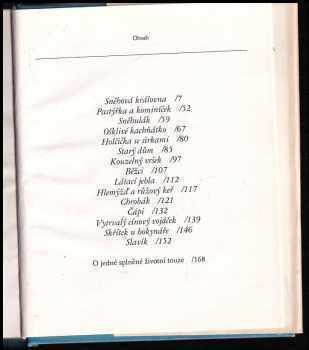 Obsah
Sněhová královna /7
Pastýřka a kominíček /52
Sněhulák /59
Ošklivé kachňátko /67
Holčička se sirkami /80
Starý dům /85
Kouzelný vršek /97
Běžci /107
Látací jehla /112
Hlemýžď a růžový keř /117
Chrobák /121
Čápi /132
Vytrvalý cínový vojáček /139
Skřítek u hokynáře /146
Slavík /152
O jedné splněné životní touze /168